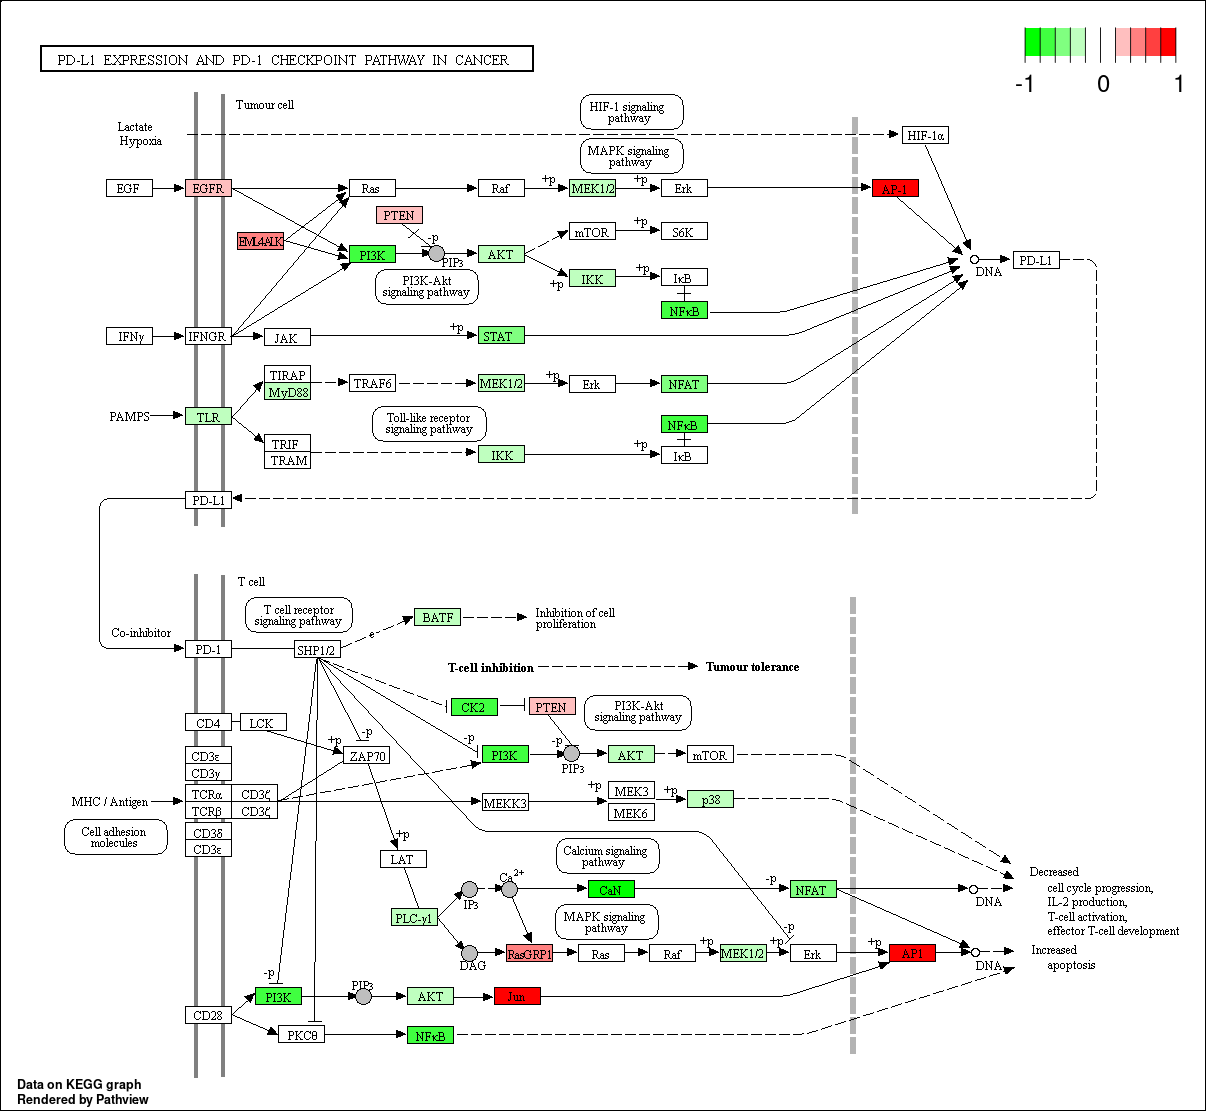 PD-L1 EXPRESSION AND PD-1 CHECKPOINT PATHWAY IN CANCER
-1 0 1
Tumour cell
HIF-1 signaling
pathway
Lactate
Hypoxia
HIF-1α
MAPK signaling
pathway
EGF EGFR Ras Raf +p MEK1/2 +p Erk AP-1
PTEN
EML4ALK -p mTOR +p S6K
PI3K PIP3 AKT
PD-L1
DNA
PI3K-Akt
signaling pathway
+p IKK +p IκB
NFκB
IFNγ IFNGR JAK +p STAT
TIRAP
MyD88
TRAF6 MEK1/2 +p Erk NFAT
PAMPS TLR
Toll-like receptor
signaling pathway
NFκB
TRIF
TRAM
IKK +p IκB
PD-L1
T cell
T cell receptor
signaling pathway
BATF
Inhibition of cell
proliferation
e
Co-inhibitor
PD-1 SHP1/2
T-cell inhibition Tumour tolerance
CK2 PTEN
PI3K-Akt
signaling pathway
CD4 LCK
+p -p -p -p
ZAP70 PI3K PIP3 AKT mTOR
CD3ε
CD3γ
TCRα CD3ζ
TCRβ CD3ζ
MHC / Antigen
MEKK3 +p MEK3
MEK6
+p p38
Cell adhesion
molecules
CD3δ
CD3ε
+p
LAT
Calcium signaling
pathway
Decreased
cell cycle progression,
IL-2 production,
T-cell activation,
effector T-cell development
IP3 Ca2+ CaN -p NFAT DNA
PLC-γ1
MAPK signaling
pathway
-p
DAG RasGRP1 Ras Raf +p MEK1/2 +p Erk +p AP1 DNA
Increased
apoptosis
-p
PI3K PIP3 AKT Jun
CD28
PKCθ NFκB
Data on KEGG graph
Rendered by Pathview